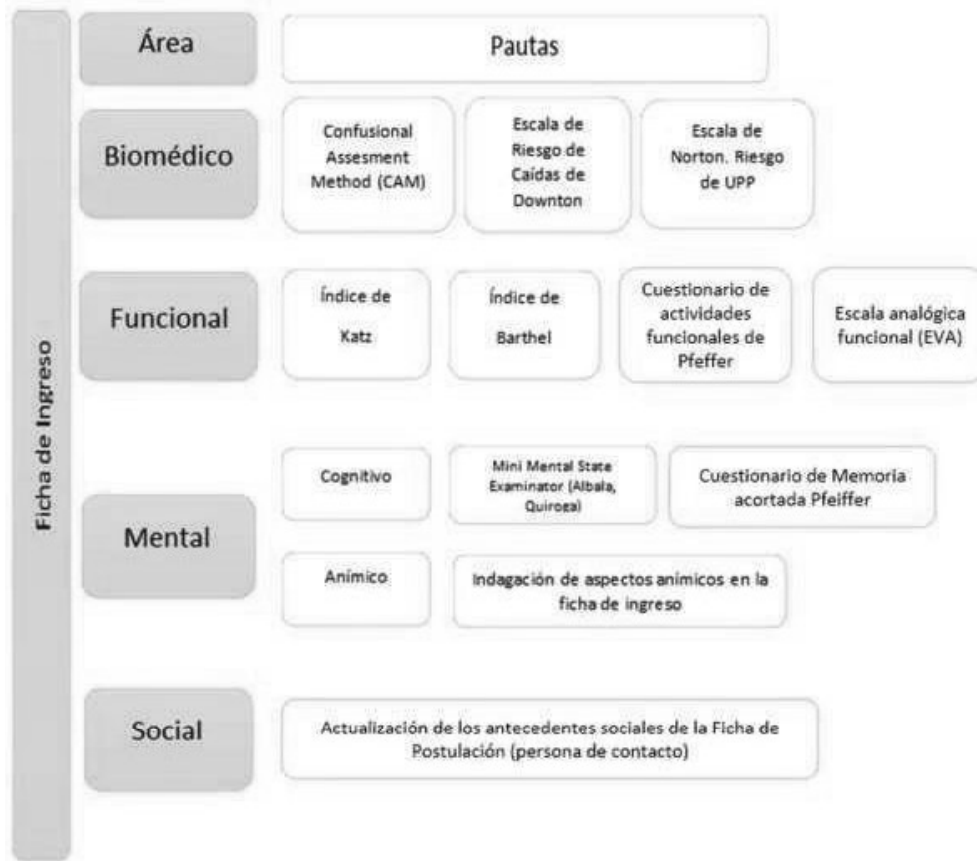 Ficha de Ingreso
Área
Pautas
Biomédico
Confusional
Assesment
Method (CAM)
Escala de
Riesgo de
Caídas de
Downton
Escala de
Norton. Riesgo
de UPP
Funcional
Índice de
Katz
Índice de
Barthel
Cuestionario de
actividades
funcionales de
Pfeffer
Escala analógica
funcional (EVA)
Mental
Cognitivo
Mini Mental State
Examinator (Albala,
Quiroga)
Cuestionario de Memoria
acortada Pfeiffer
Anímico
Indagación de aspectos anímicos en la
ficha de ingreso
Social
Actualización de los antecedentes sociales de la Ficha de
Postulación (persona de contacto)